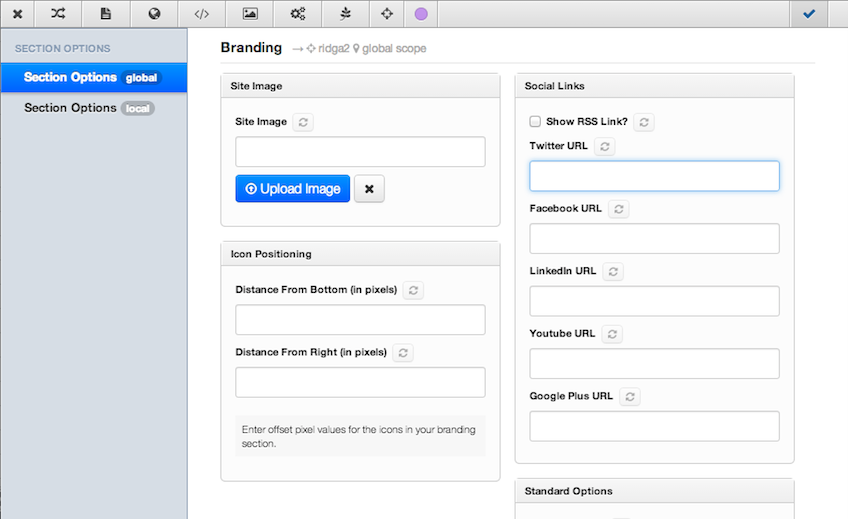 SECTION OPTIONS
Section Options global
Section Options local
Branding → rldga2 global scope
Site Image
Site Image
Upload Image
Icon Positioning
Distance From Bottom (in pixels)
Distance From Right (in pixels)
Enter offset pixel values for the icons in your branding
section.
Social Links
Show RSS Link?
Twitter URL
Facebook URL
LinkedIn URL
Youtube URL
Google Plus URL
Standard Options